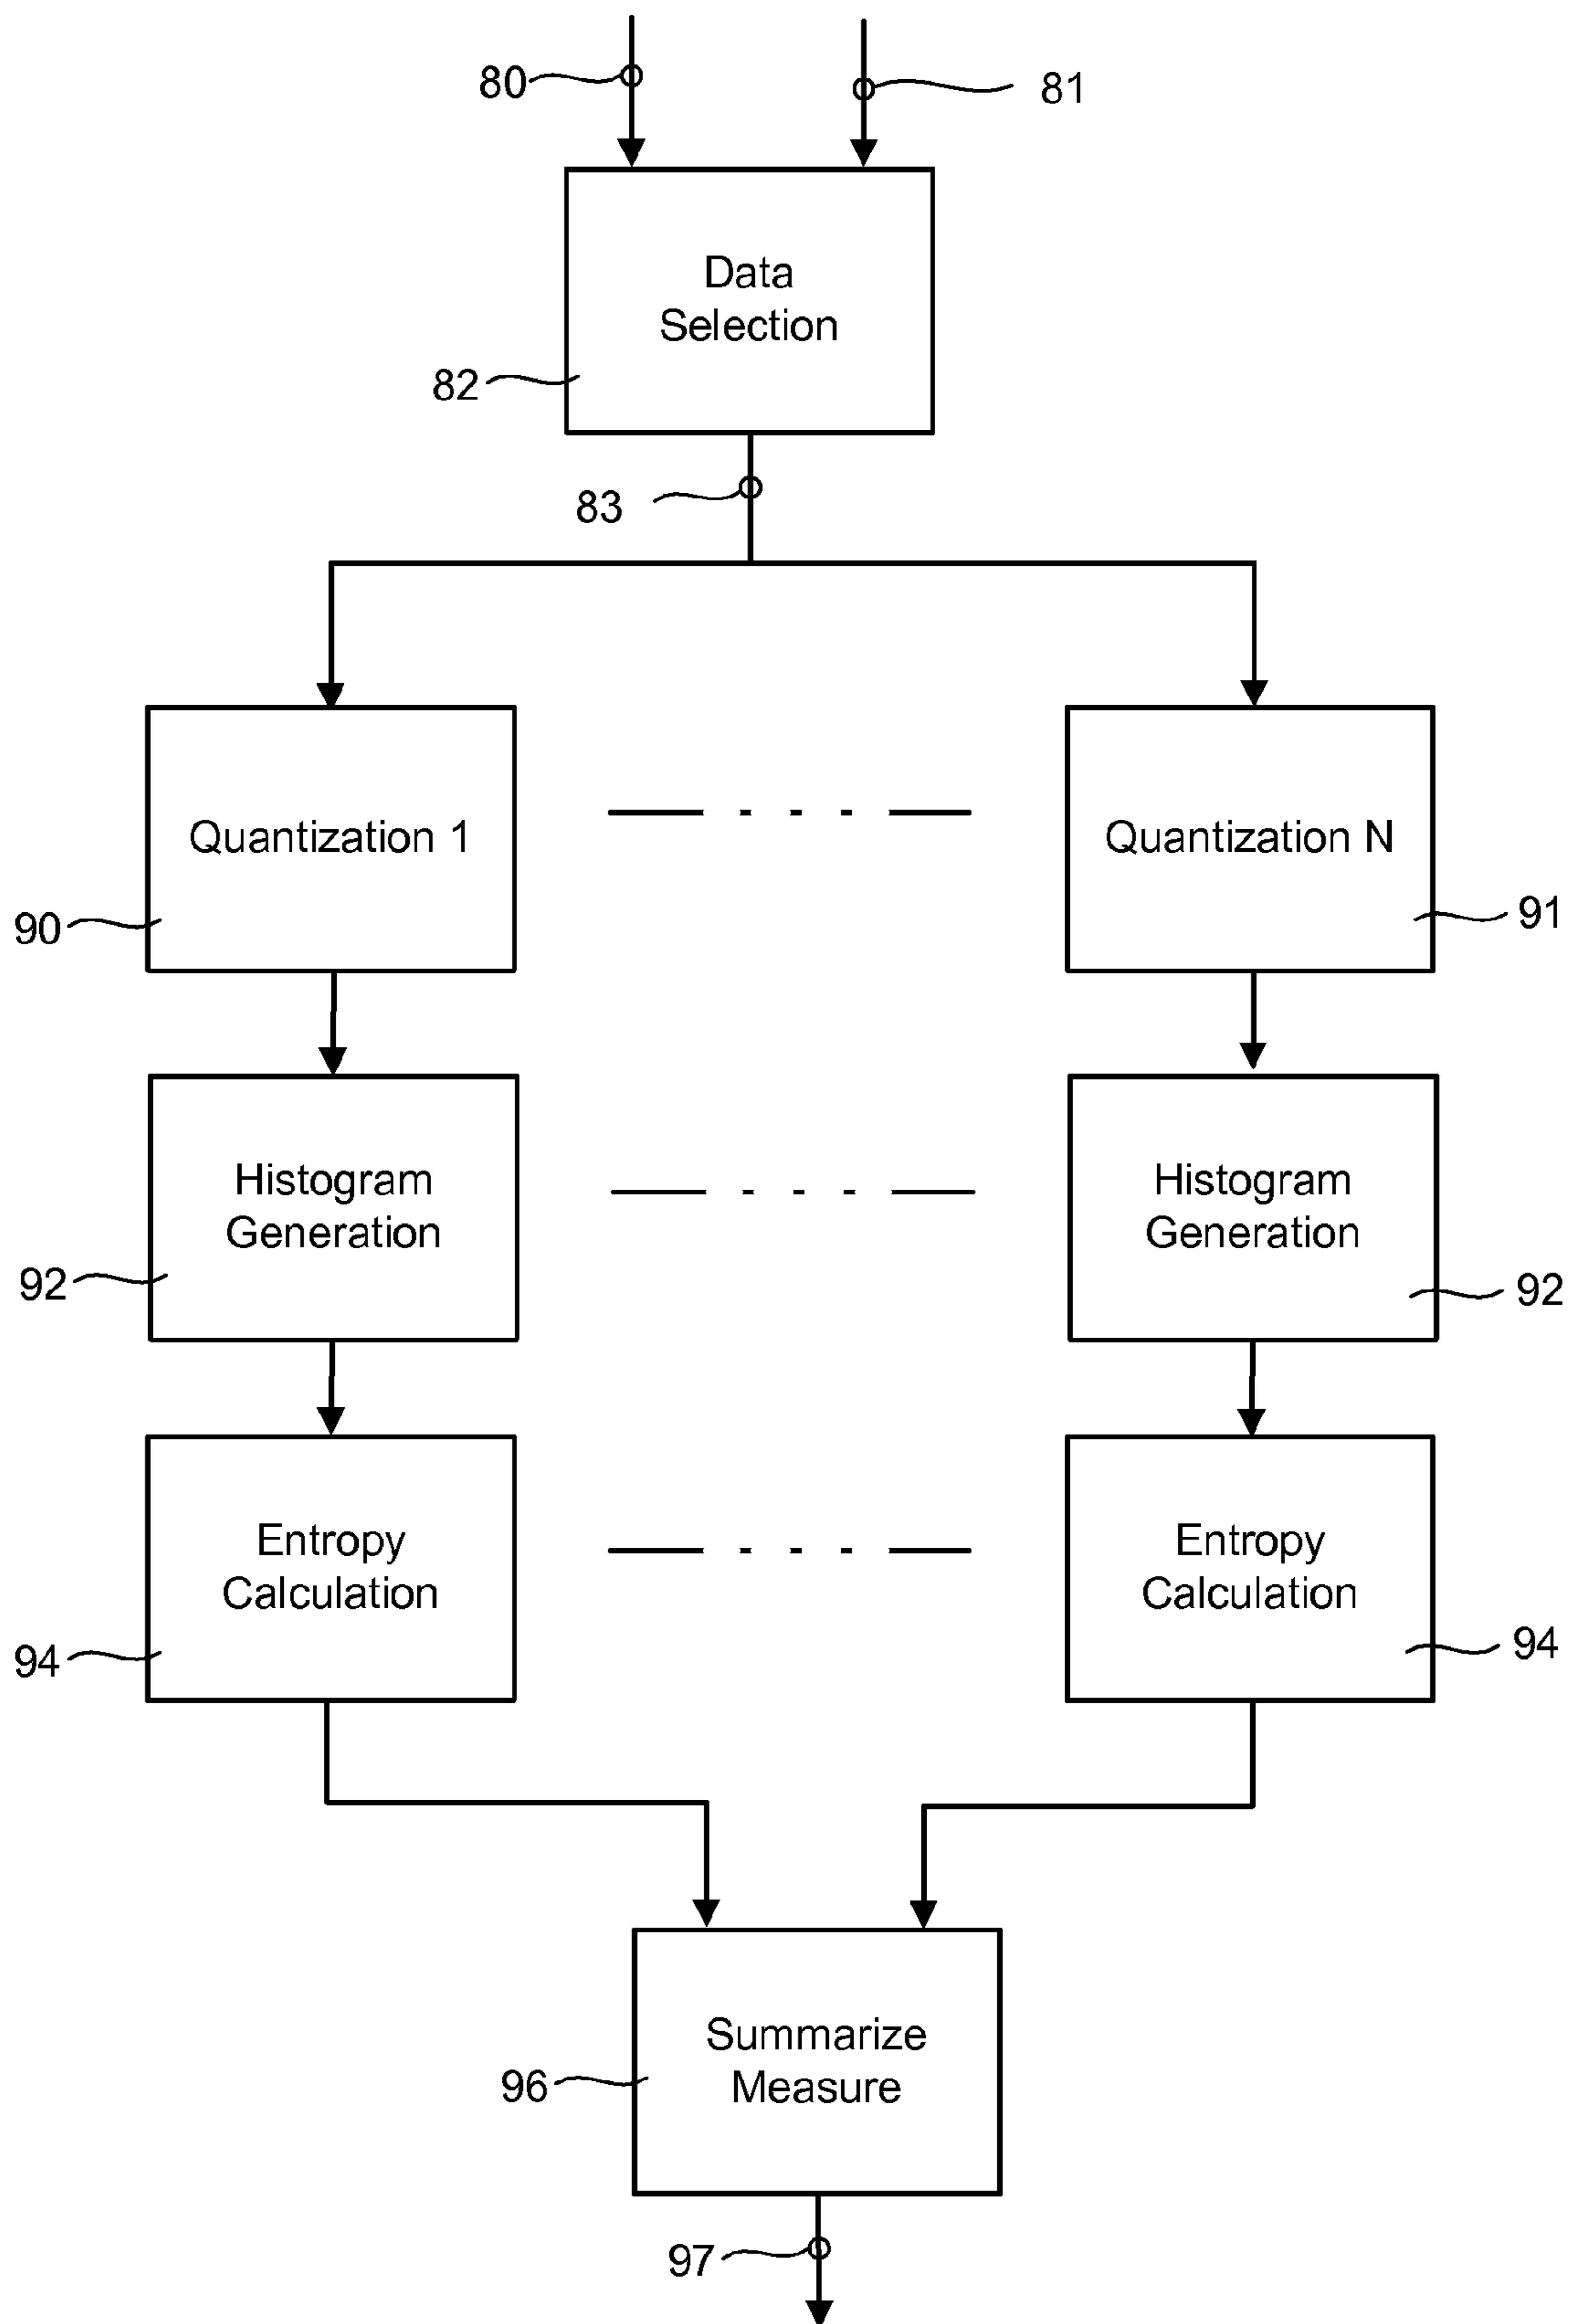 80
81
Data
Selection
82
83
Quantization 1
Quantization N
90
91
Histogram
Generation
Histogram
Generation
92
92
Entropy
Calculation
Entropy
Calculation
94
94
Summarize
Measure
96
97